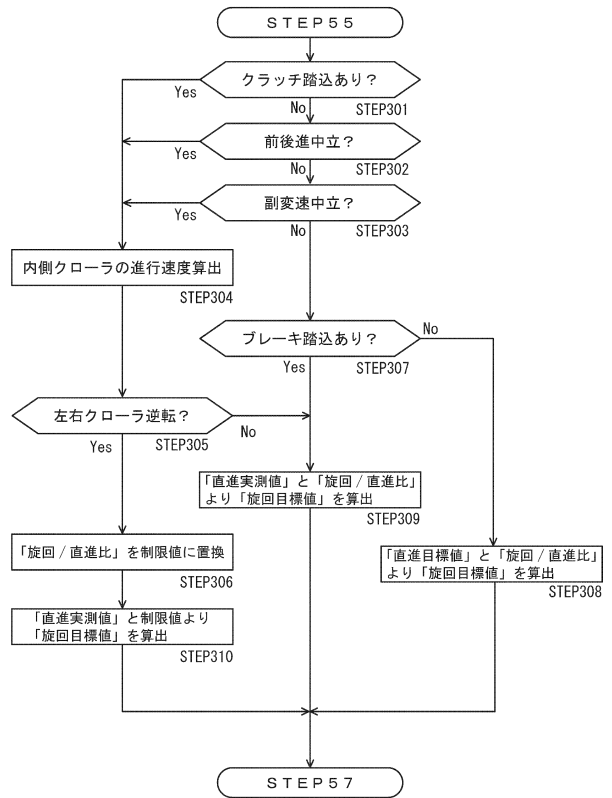 ＳＴＥＰ５５
クラッチ踏込あり？
Yes
No
STEP301
前後進中立？
Yes
No
STEP302
副変速中立？
Yes
No
STEP303
内側クローラの進行速度算出
STEP304
ブレーキ踏込あり？
No
Yes
STEP307
左右クローラ逆転？
No
Yes
STEP305
「直進実測値」と「旋回/直進比」
より「旋回目標値」を算出
STEP309
「旋回/直進比」を制限値に置換
STEP306
「直進目標値」と「旋回/直進比」
より「旋回目標値」を算出
STEP308
「直進実測値」と制限値より
「旋回目標値」を算出
STEP310
ＳＴＥＰ５７